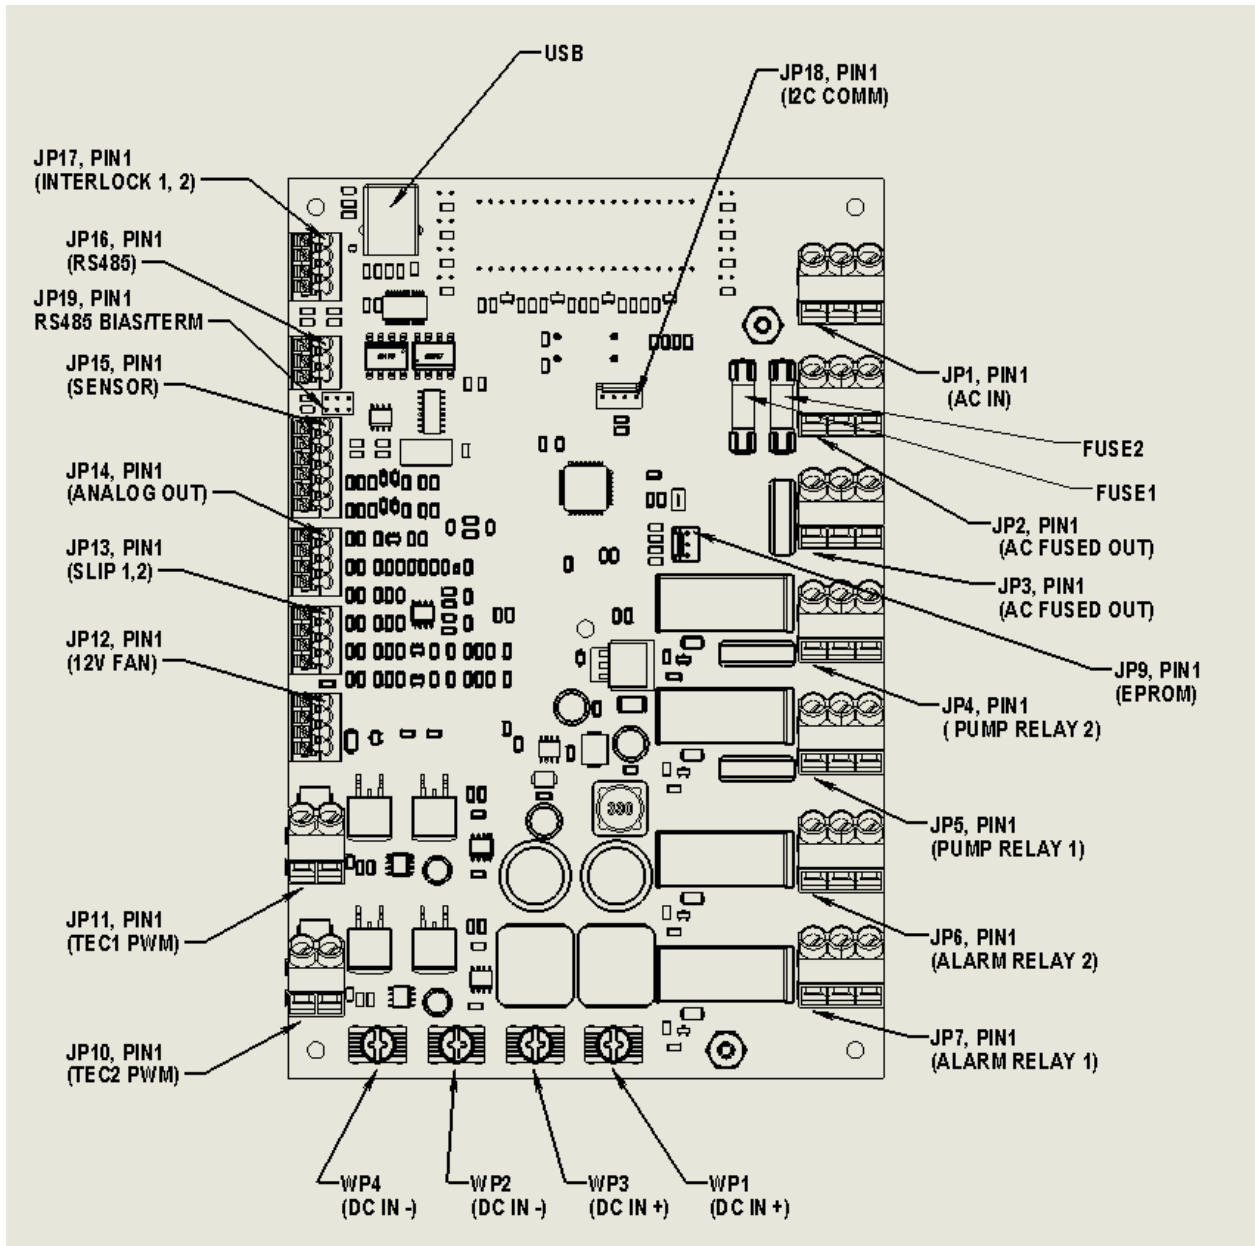 USB
JP18, PIN1
(I2C COMM)
JP17, PIN1
(INTERLOCK 1, 2)
JP16, PIN1
(RS485)
JP19, PIN1
RS485 BIAS/TERM
JP15, PIN1
(SENSOR)
JP14, PIN1
(ANALOG OUT)
JP13, PIN1
(SLIP 1,2)
JP12, PIN1
(12V FAN)
JP11, PIN1
(TEC1 PWM)
JP10, PIN1
(TEC2 PWM)
JP1, PIN1
(AC IN)
FUSE2
FUSE1
JP2, PIN1
(AC FUSED OUT)
JP3, PIN1
(AC FUSED OUT)
JP9, PIN1
(EPROM)
JP4, PIN1
( PUMP RELAY 2)
JP5, PIN1
(PUMP RELAY 1)
JP6, PIN1
(ALARM RELAY 2)
JP7, PIN1
(ALARM RELAY 1)
330
WP4
(DC IN -)
WP2
(DC IN -)
WP3
(DC IN +)
WP1
(DC IN +)